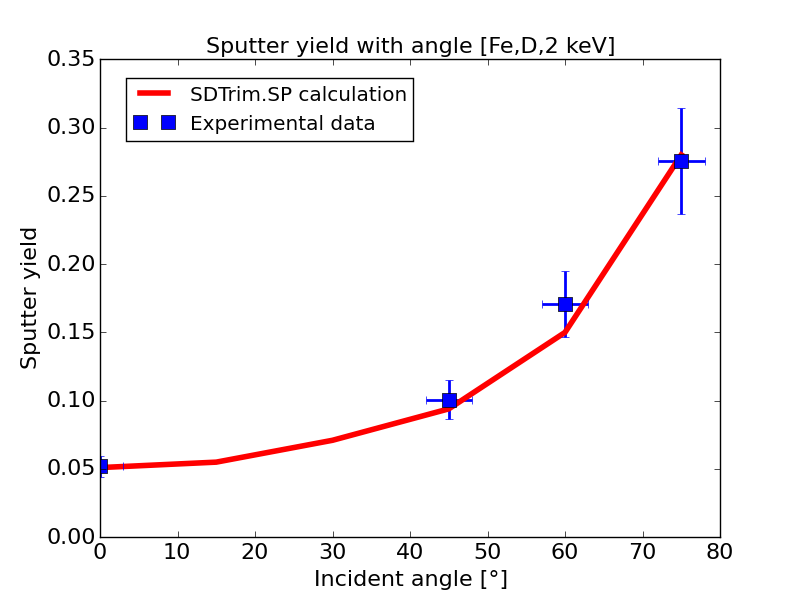 Sputter yield with angle [Fe,D,2 keV]
0.35
SDTrim.SP calculation
Experimental data
0.30
0.25
0.20
0.15
0.10
0.05
0.00
Sputter yield
0 10 20 30 40 50 60 70 80
Incident angle [°]